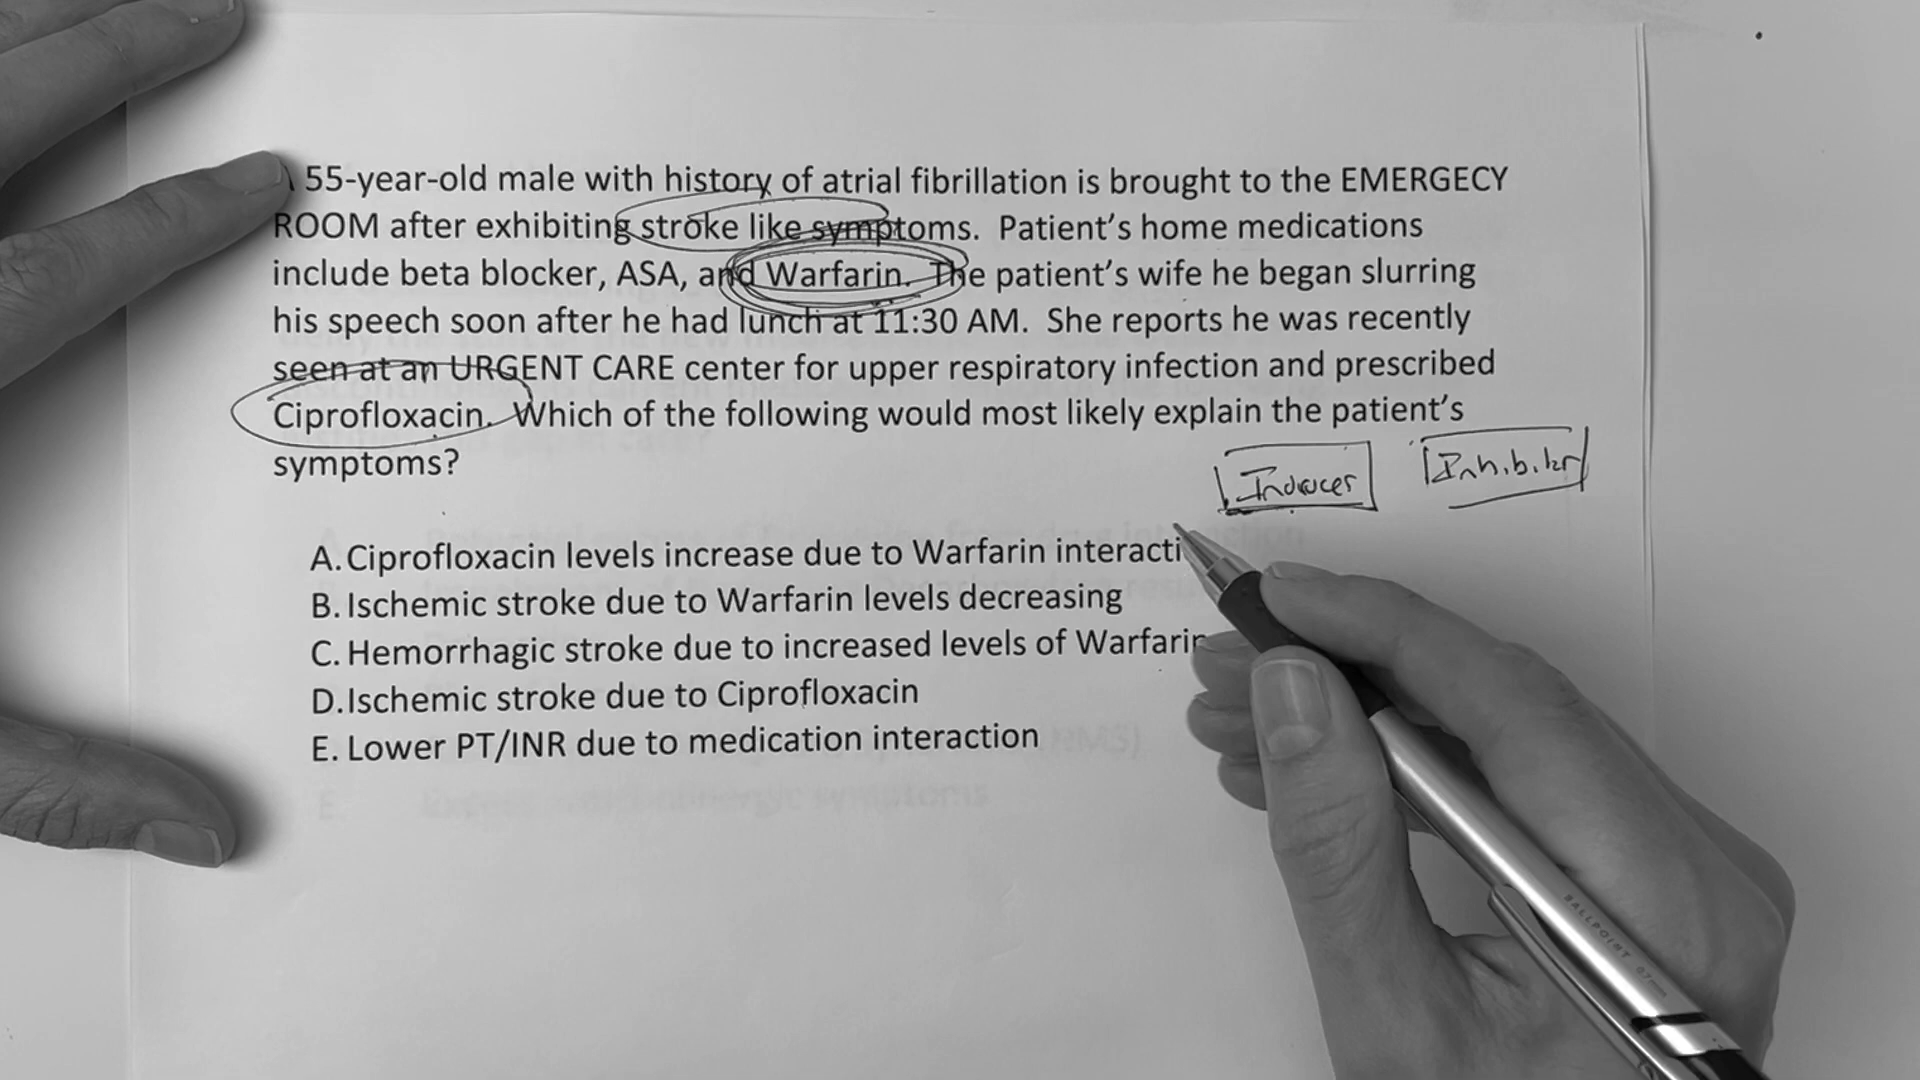 55-year-old male with history of atrial fibrillation is brought to the EMERGECY
ROOM after exhibiting stroke like symptoms. Patient's home medications
include beta blocker, ASA, and Warfarin. The patient's wife he began slurring
his speech soon after he had lunch at 11:30 AM. She reports he was recently
seen at an URGENT CARE center for upper respiratory infection and prescribed
Ciprofloxacin. Which of the following would most likely explain the patient's
symptoms?
Inducer Inhibitor
A. Ciprofloxacin levels increase due to Warfarin interacti
B. Ischemic stroke due to Warfarin levels decreasing
C. Hemorrhagic stroke due to increased levels of Warfarin
D. Ischemic stroke due to Ciprofloxacin
E. Lower PT/INR due to medication interaction
BALLPOINT